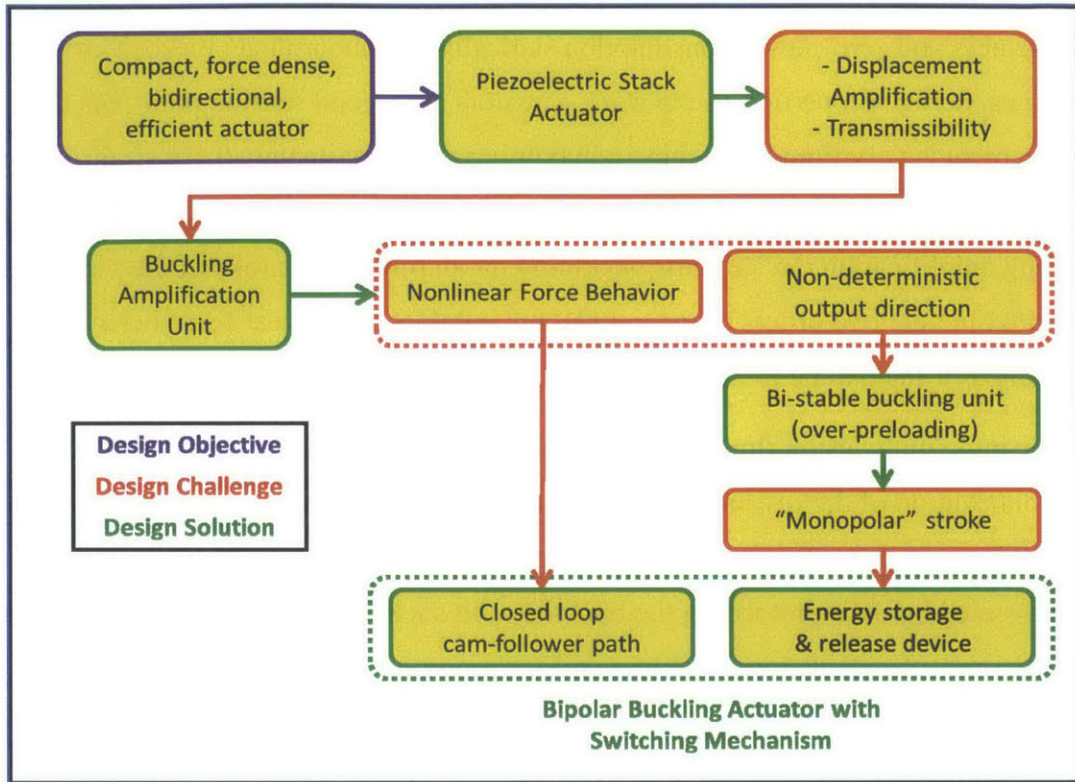 Compact, force dense,
bidirectional,
efficient actuator
Piezoelectric Stack
Actuator
- Displacement
Amplification
- Transmissibility
Buckling
Amplification
Unit
Nonlinear Force Behavior
Non-deterministic
output direction
Bi-stable buckling unit
(over-preloading)
Design Objective
Design Challenge
Design Solution
“Monopolar” stroke
Closed loop
cam-follower path
Energy storage
& release device
Bipolar Buckling Actuator with
Switching Mechanism